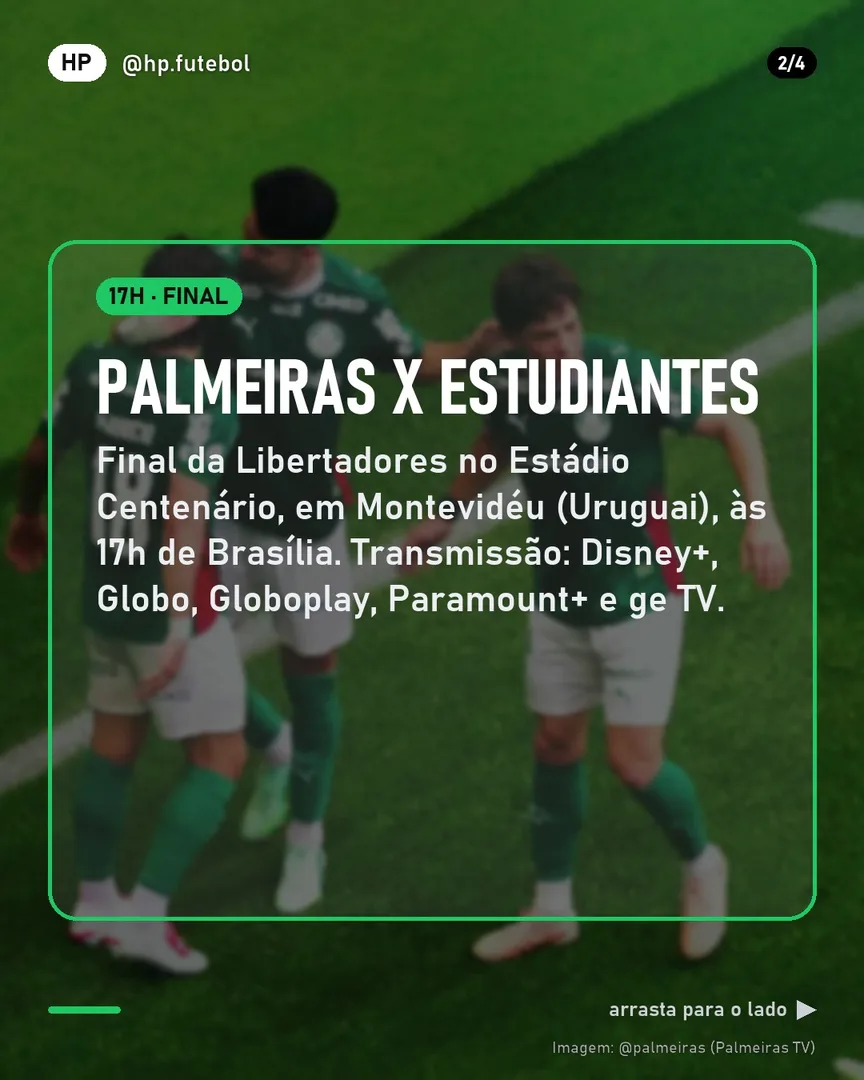 HP @hp.futebol
2/4
17H · FINAL
PALMEIRAS X ESTUDIANTES
Final da Libertadores no Estádio
Centenário, em Montevidéu (Uruguai), às
17h de Brasília. Transmissão: Disney+,
Globo, Globoplay, Paramount+ e ge TV.
arrasta para o lado ▶
Imagem: @palmeiras (Palmeiras TV)